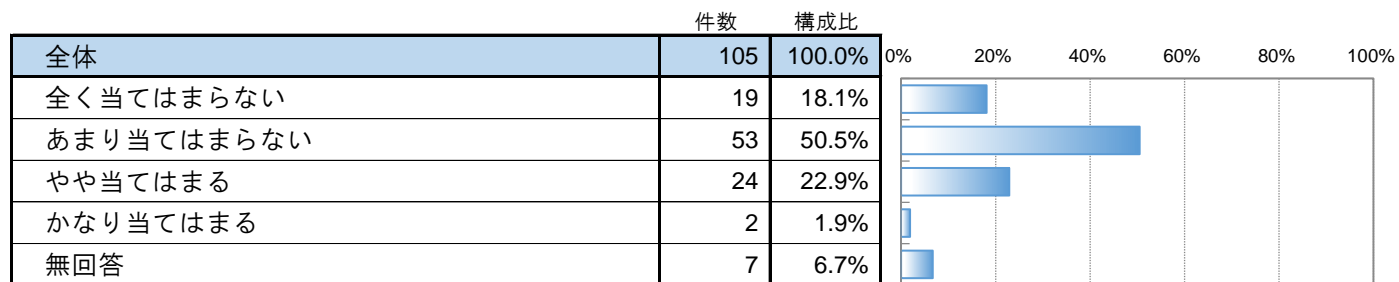 件数 構成比
全体 105 100.0% 0% 20% 40% 60% 80% 100%
全く当てはまらない 19 18.1%
あまり当てはまらない 53 50.5%
やや当てはまる 24 22.9%
かなり当てはまる 2 1.9%
無回答 7 6.7%